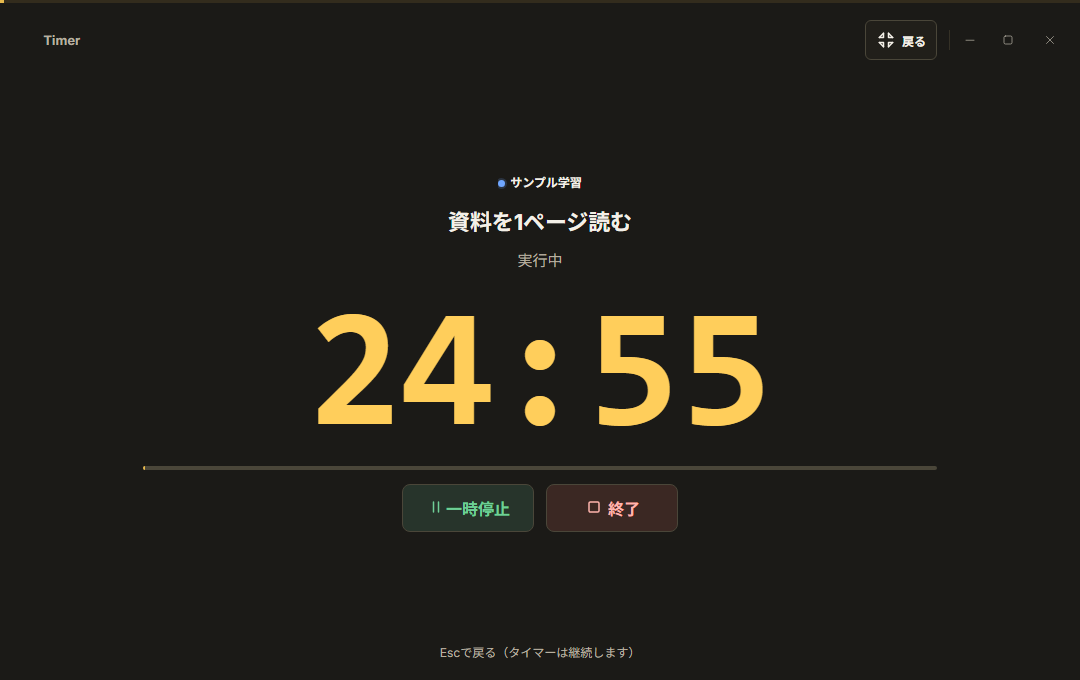 Timer
戻る
サンプル学習
資料を1ページ読む
実行中
24:55
一時停止
終了
Escで戻る（タイマーは継続します）